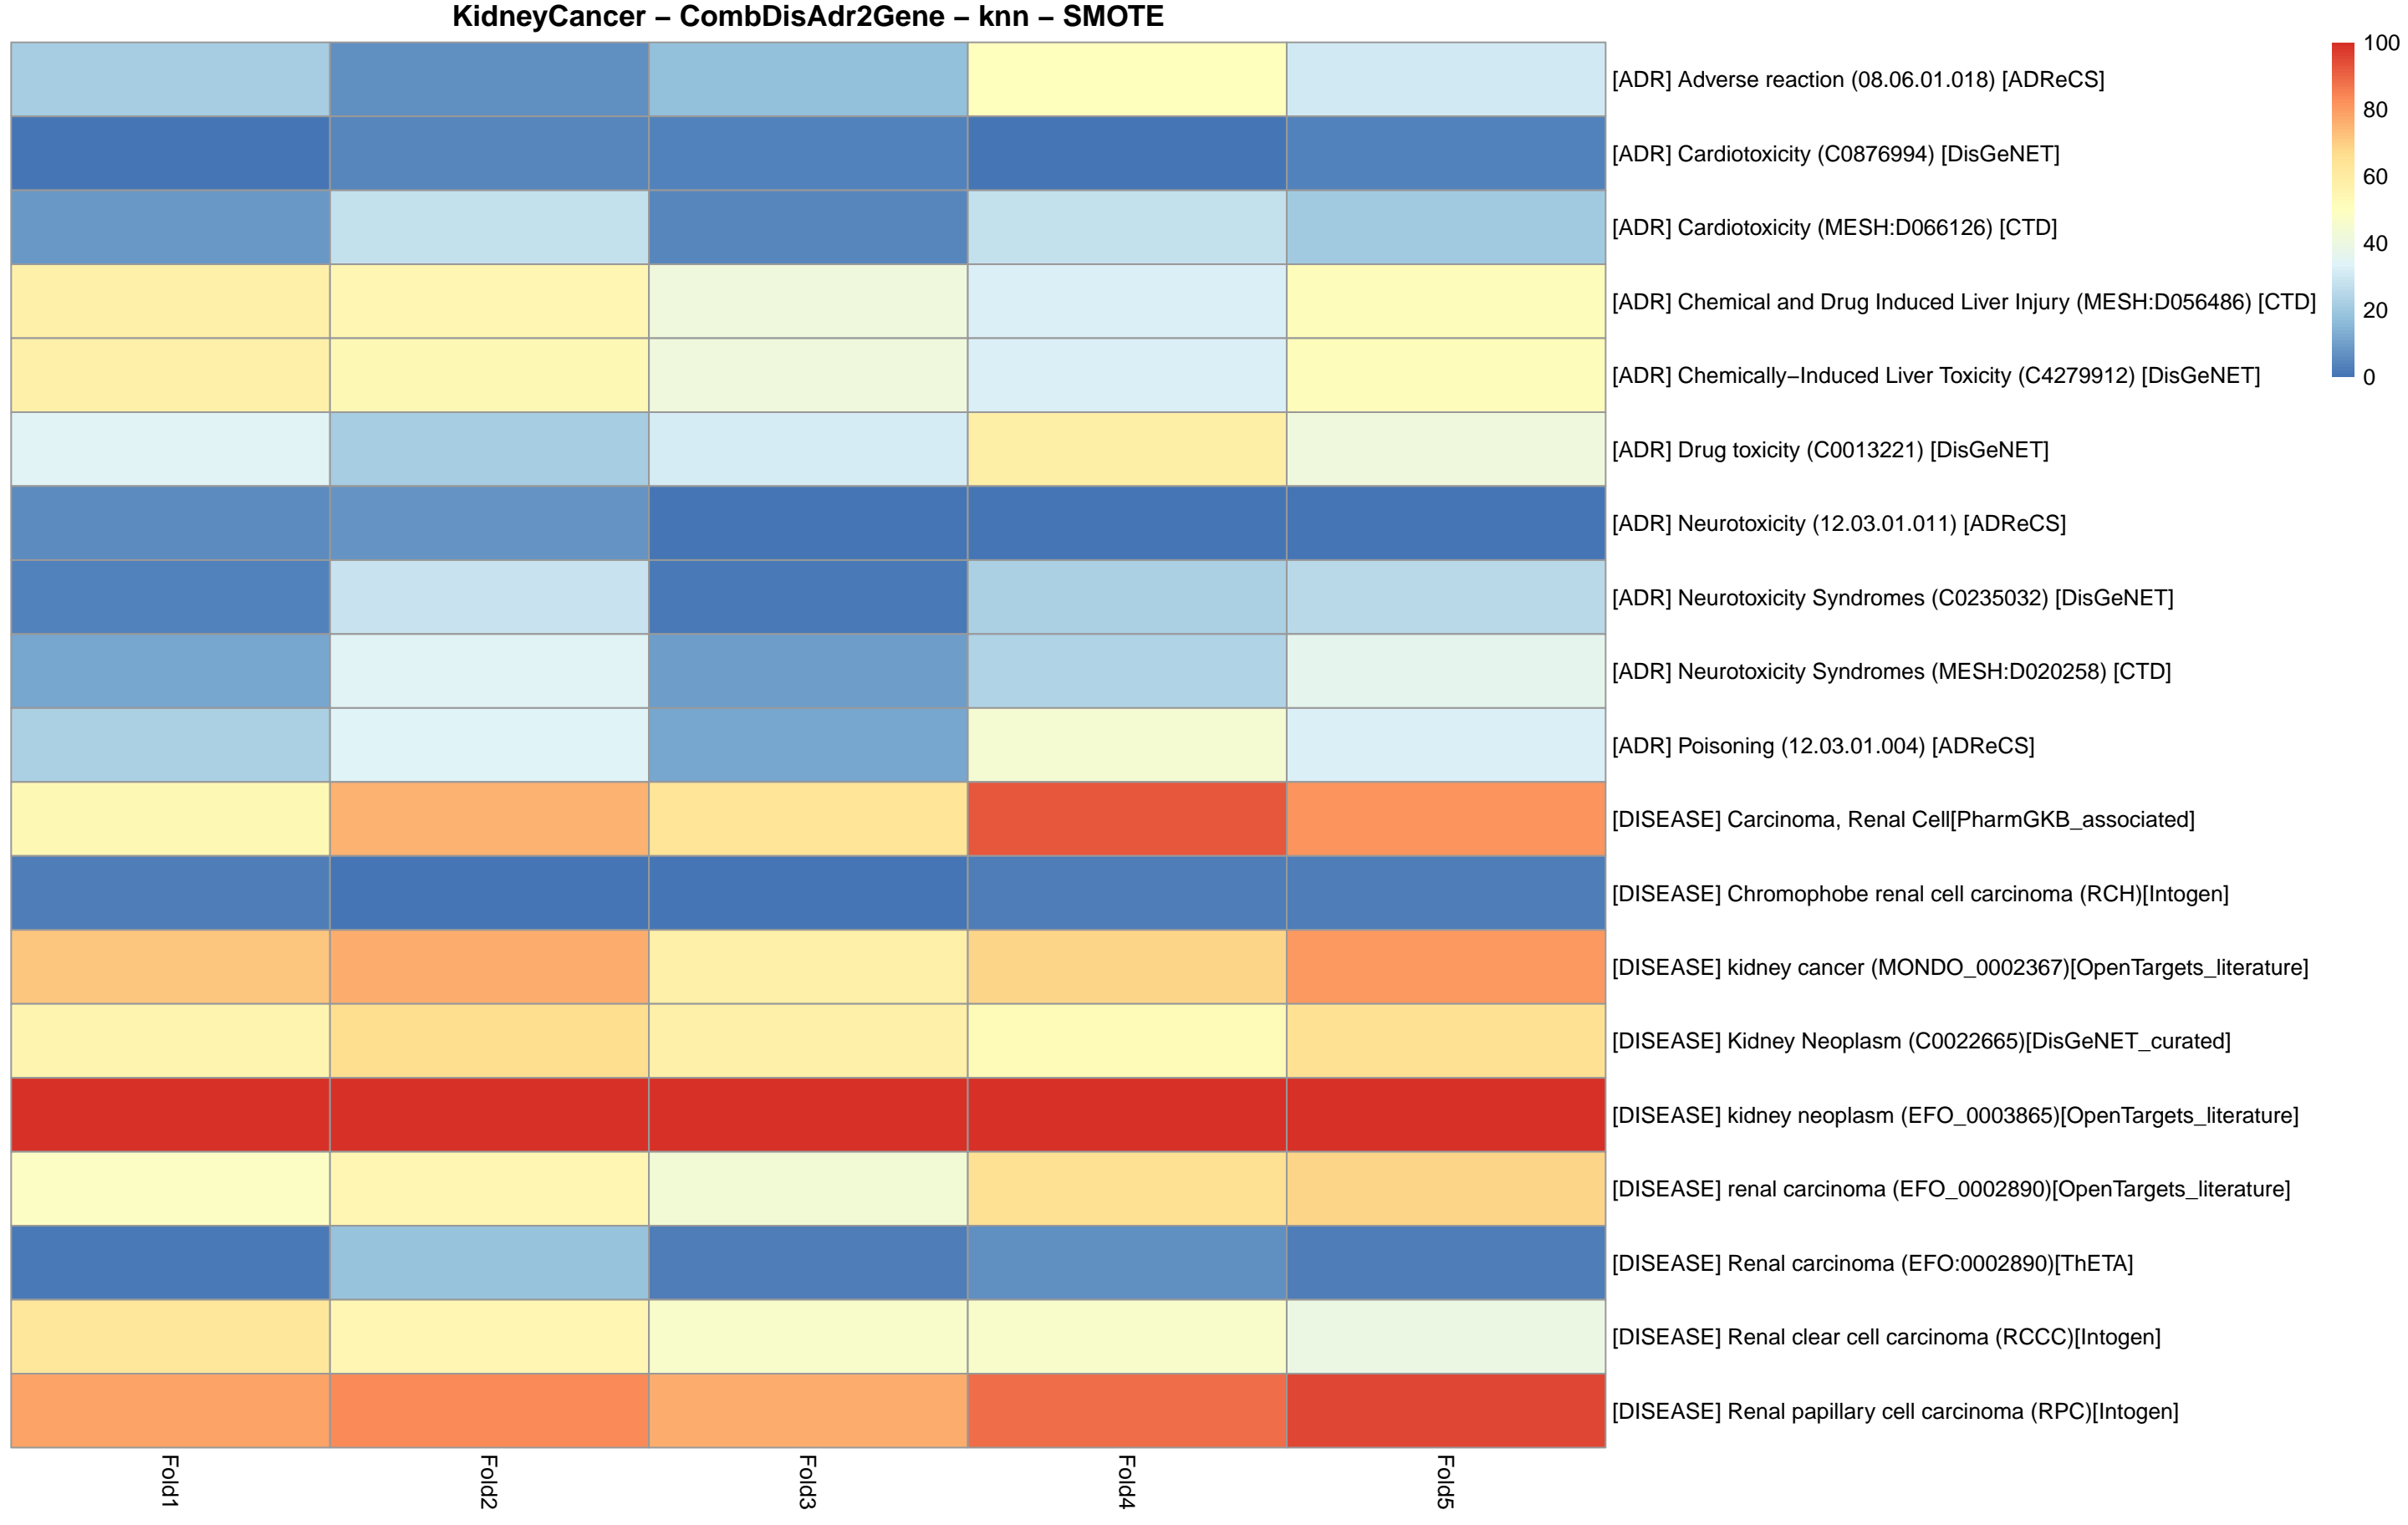 KidneyCancer – CombDisAdr2Gene – knn – SMOTE
[ADR] Adverse reaction (08.06.01.018) [ADReCS]
[ADR] Cardiotoxicity (C0876994) [DisGeNET]
[ADR] Cardiotoxicity (MESH:D066126) [CTD]
[ADR] Chemical and Drug Induced Liver Injury (MESH:D056486) [CTD]
[ADR] Chemically–Induced Liver Toxicity (C4279912) [DisGeNET]
[ADR] Drug toxicity (C0013221) [DisGeNET]
[ADR] Neurotoxicity (12.03.01.011) [ADReCS]
[ADR] Neurotoxicity Syndromes (C0235032) [DisGeNET]
[ADR] Neurotoxicity Syndromes (MESH:D020258) [CTD]
[ADR] Poisoning (12.03.01.004) [ADReCS]
[DISEASE] Carcinoma, Renal Cell[PharmGKB_associated]
[DISEASE] Chromophobe renal cell carcinoma (RCH)[Intogen]
[DISEASE] kidney cancer (MONDO_0002367)[OpenTargets_literature]
[DISEASE] Kidney Neoplasm (C0022665)[DisGeNET_curated]
[DISEASE] kidney neoplasm (EFO_0003865)[OpenTargets_literature]
[DISEASE] renal carcinoma (EFO_0002890)[OpenTargets_literature]
[DISEASE] Renal carcinoma (EFO:0002890)[ThETA]
[DISEASE] Renal clear cell carcinoma (RCCC)[Intogen]
[DISEASE] Renal papillary cell carcinoma (RPC)[Intogen]
Fold1
Fold2
Fold3
Fold4
Fold5
100
80
60
40
20
0